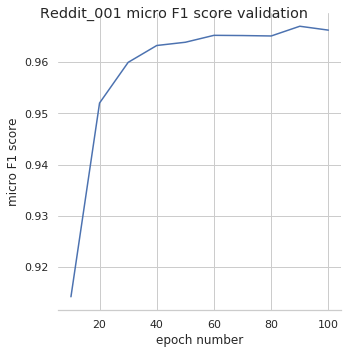 Reddit_001 micro F1 score validation
micro F1 score
0.96
0.95
0.94
0.93
0.92
20 40 60 80 100
epoch number